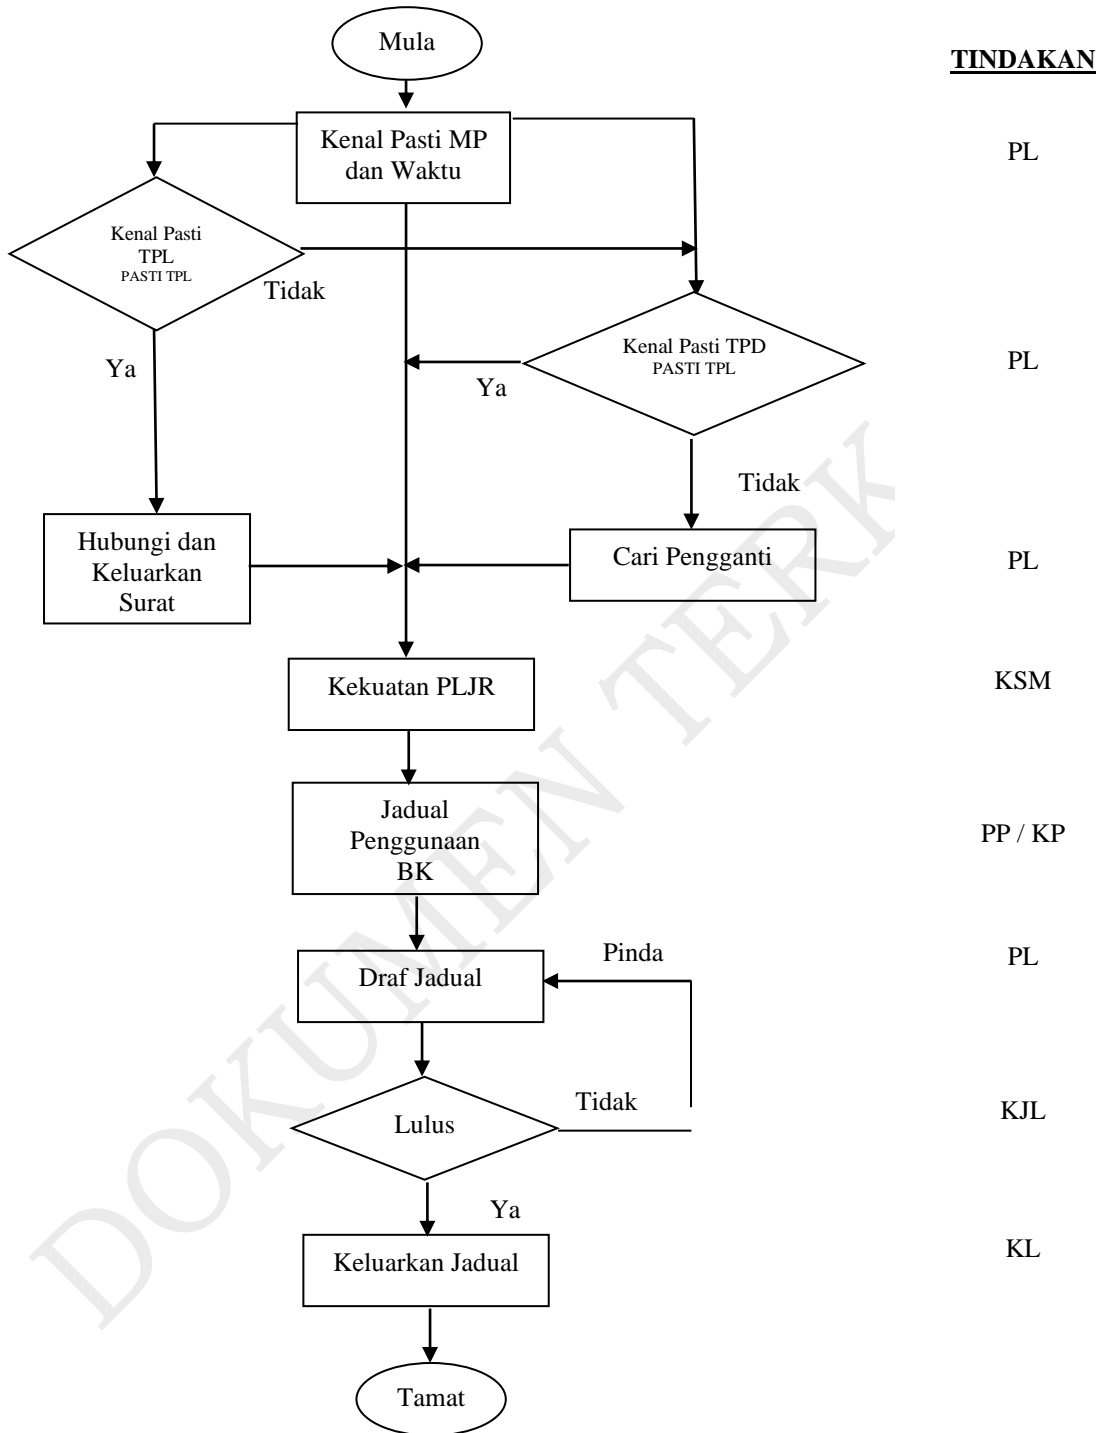 Mula
TINDAKAN
Kenal Pasti MP
dan Waktu
PL
Kenal Pasti
TPL
PASTI TPL
Tidak
Ya
Kenal Pasti TPD
PASTI TPL
PL
Ya
Tidak
Hubungi dan
Keluarkan
Surat
Cari Pengganti
PL
Kekuatan PLJR
KSM
Jadual
Penggunaan
BK
PP / KP
Draf Jadual
Pinda
PL
Lulus
Tidak
KJL
Ya
Keluarkan Jadual
KL
Tamat
DOKUMEN TERK